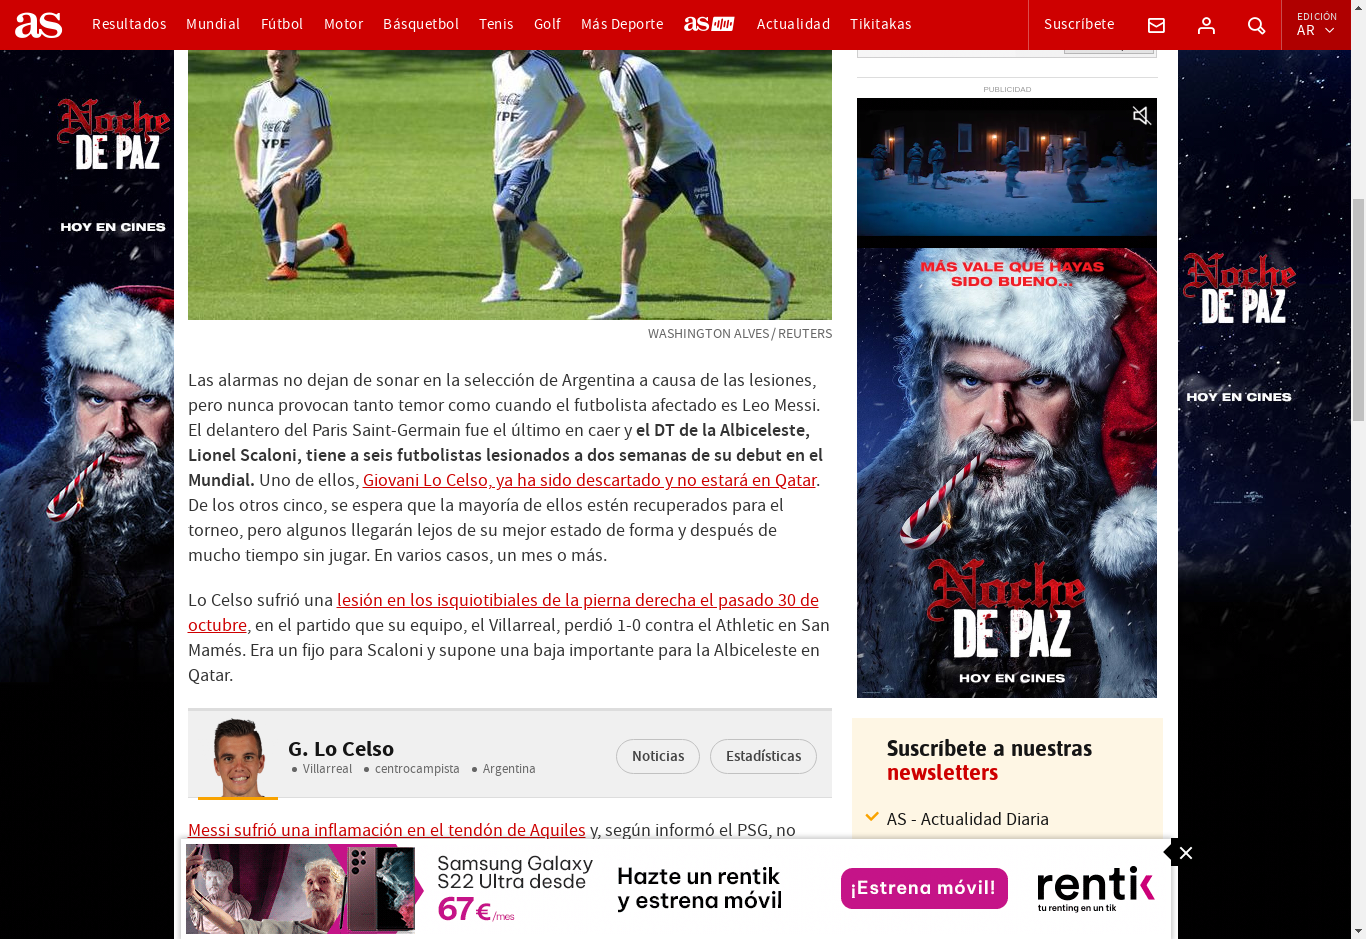 as
Resultados
Mundial
Fútbol
Motor
Básquetbol
Tenis
Golf
Más Deporte
as
Actualidad
Tikitakas
Suscríbete
EDICIÓN
AR
Noche
DE PAZ
HOY EN CINES
YPF
YPF
WASHINGTON ALVES / REUTERS
Las alarmas no dejan de sonar en la selección de Argentina a causa de las lesiones,
pero nunca provocan tanto temor como cuando el futbolista afectado es Leo Messi.
El delantero del Paris Saint-Germain fue el último en caer y el DT de la Albiceleste,
Lionel Scaloni, tiene a seis futbolistas lesionados a dos semanas de su debut en el
Mundial. Uno de ellos, Giovani Lo Celso, ya ha sido descartado y no estará en Qatar.
De los otros cinco, se espera que la mayoría de ellos estén recuperados para el
torneo, pero algunos llegarán lejos de su mejor estado de forma y después de
mucho tiempo sin jugar. En varios casos, un mes o más.
Lo Celso sufrió una lesión en los isquiotibiales de la pierna derecha el pasado 30 de
octubre, en el partido que su equipo, el Villarreal, perdió 1-0 contra el Athletic en San
Mamés. Era un fijo para Scaloni y supone una baja importante para la Albiceleste en
Qatar.
G. Lo Celso
Villarreal
centrocampista
Argentina
Noticias
Estadísticas
Messi sufrió una inflamación en el tendón de Aquiles y, según informó el PSG, no
PUBLICIDAD
MÁS VALE QUE HAYAS
SIDO BUENO...
Noche
DE PAZ
HOY EN CINES
Suscríbete a nuestras
newsletters
AS - Actualidad Diaria
Noche
DE PAZ
HOY EN CINES
Samsung Galaxy
S22 Ultra desde
67€/mes
Hazte un rentik
y estrena móvil
¡Estrena móvil!
rentik
tu renting en un tik